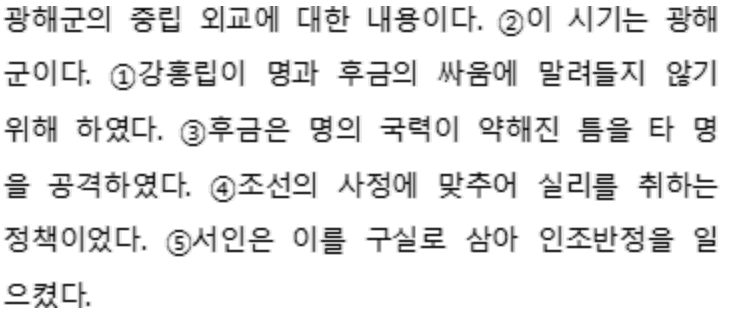 광해군의 중립 외교에 대한 내용이다. ②이 시기는 광해
군이다. ①강홍립이 명과 후금의 싸움에 말려들지 않기
위해 하였다. ③후금은 명의 국력이 약해진 틈을 타 명
을 공격하였다. ④조선의 사정에 맞추어 실리를 취하는
정책이었다. ⑤서인은 이를 구실로 삼아 인조반정을 일
으켰다.